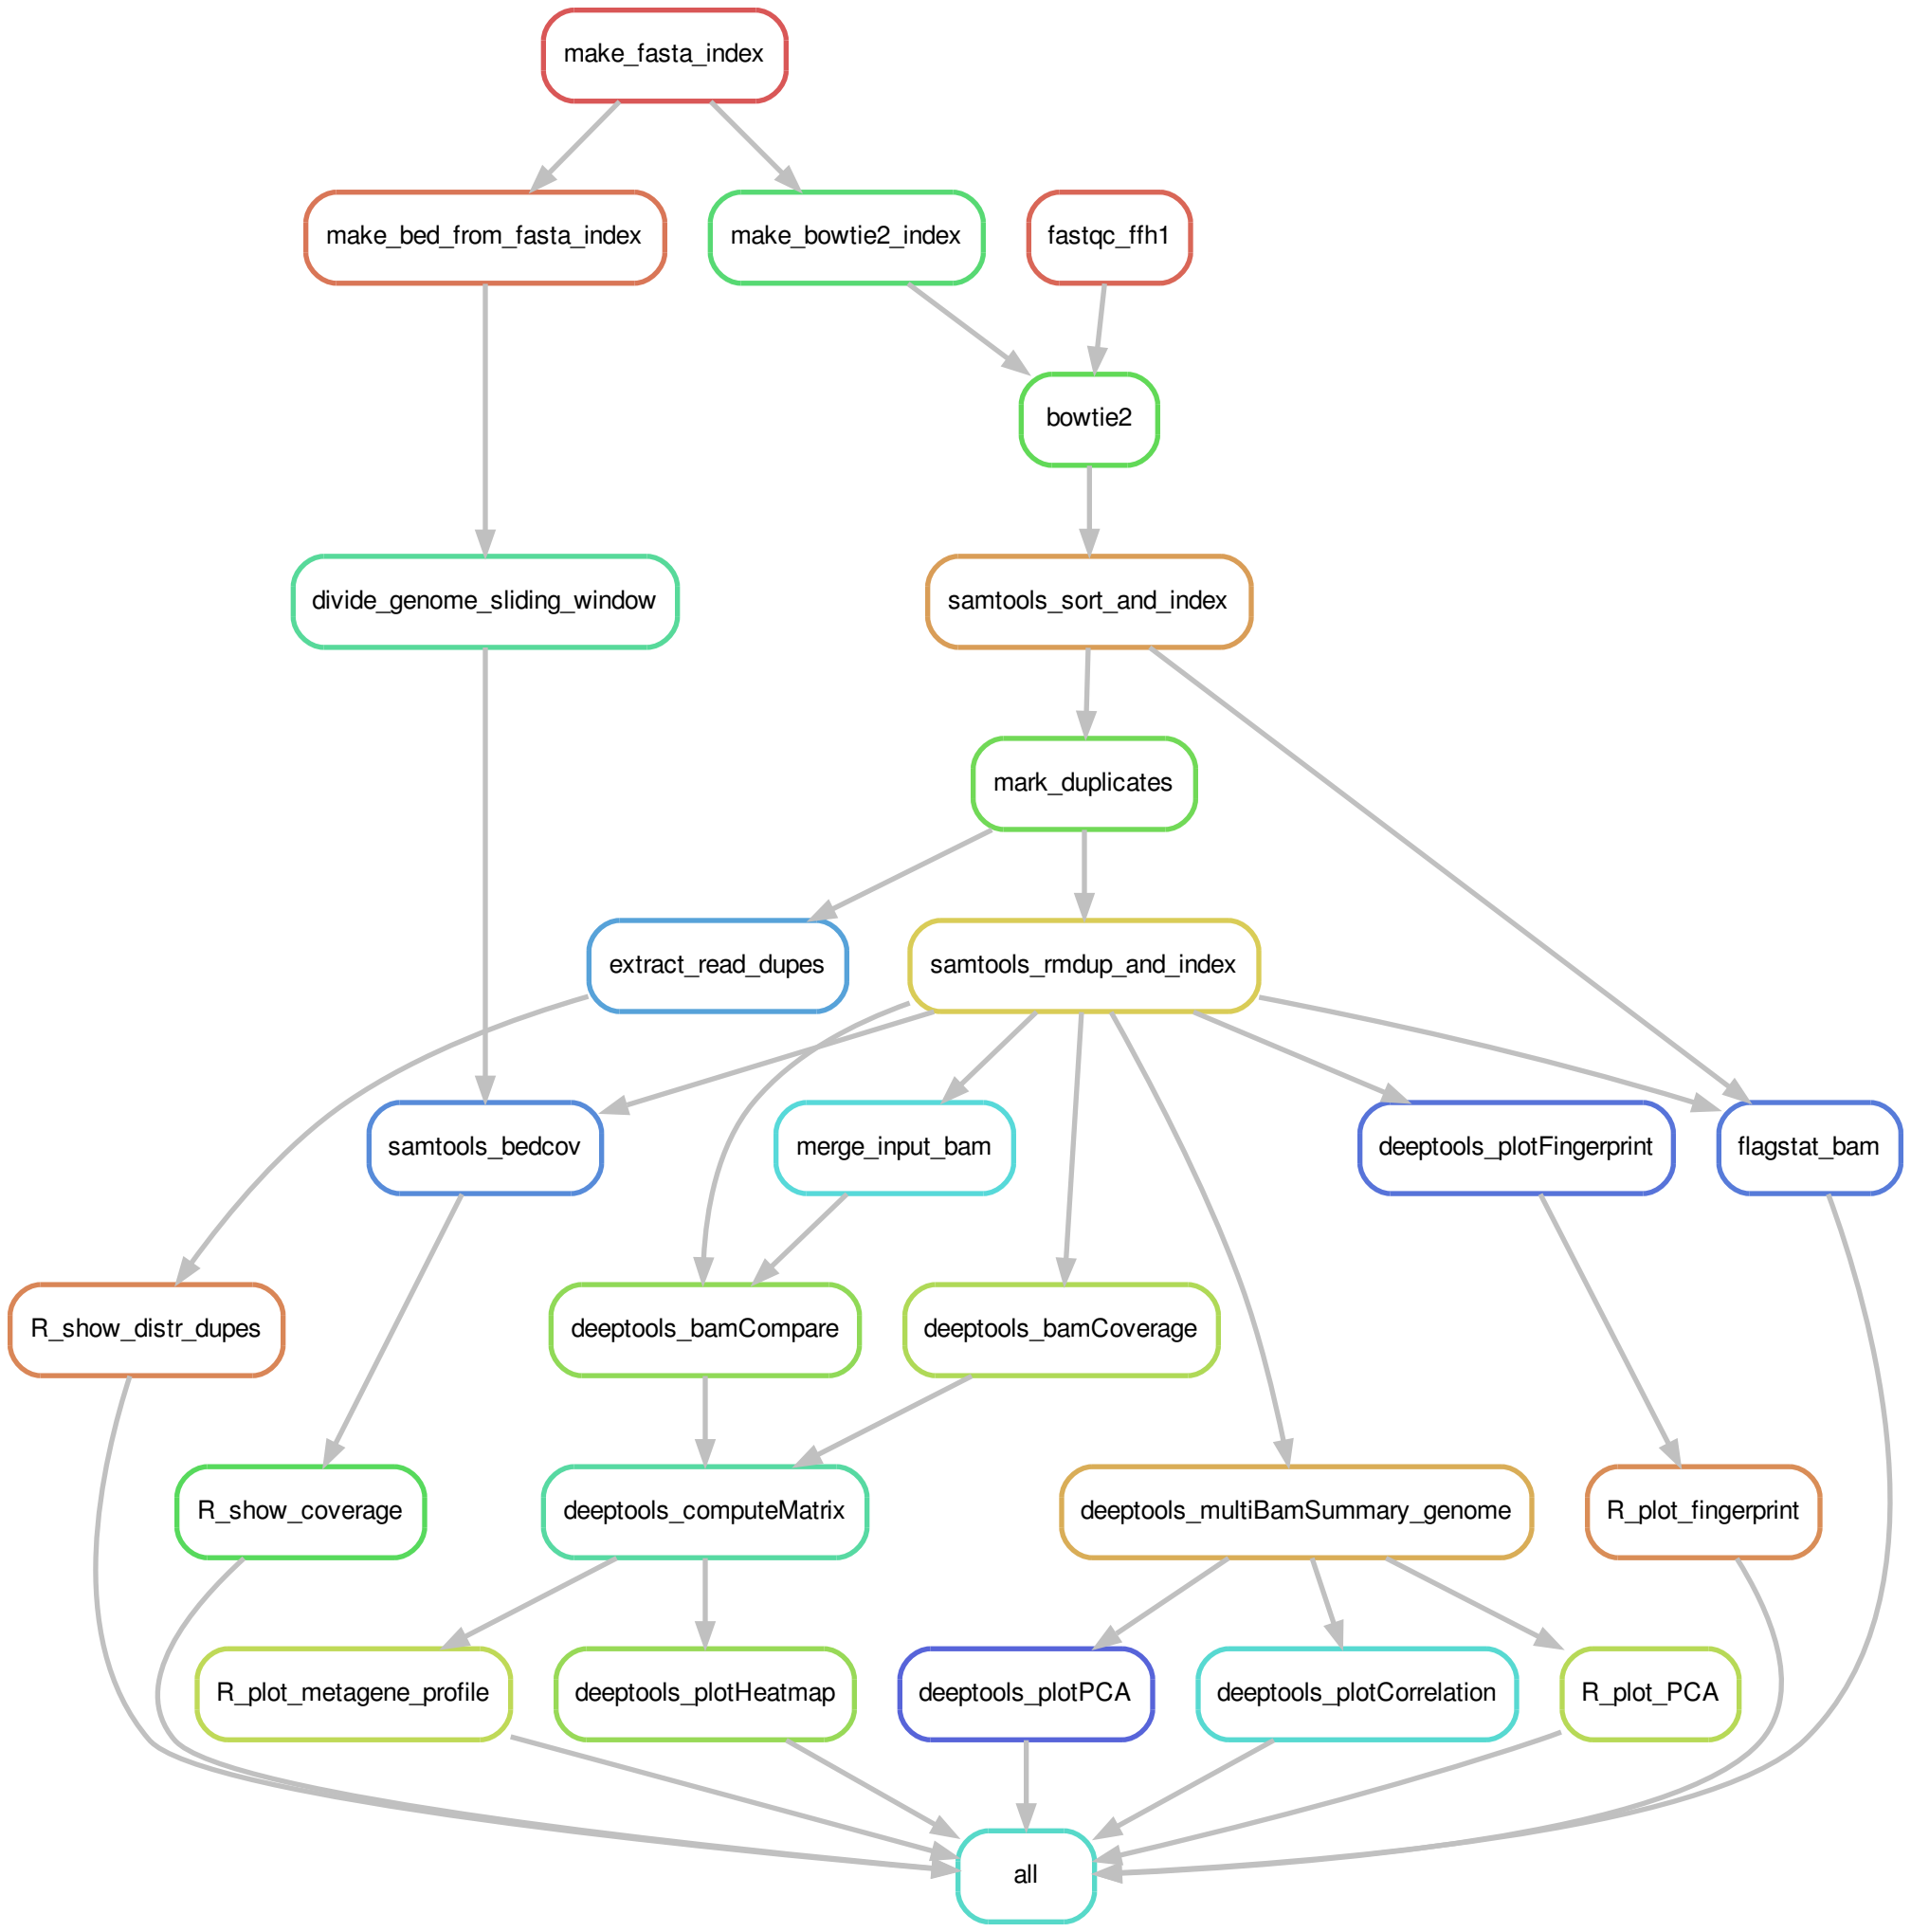 make_fasta_index
make_bed_from_fasta_index
make_bowtie2_index
fastqc_ffh1
bowtie2
divide_genome_sliding_window
samtools_sort_and_index
mark_duplicates
extract_read_dupes
samtools_rmdup_and_index
samtools_bedcov
merge_input_bam
deeptools_plotFingerprint
flagstat_bam
R_show_distr_dupes
deeptools_bamCompare
deeptools_bamCoverage
R_show_coverage
deeptools_computeMatrix
deeptools_multiBamSummary_genome
R_plot_fingerprint
R_plot_metagene_profile
deeptools_plotHeatmap
deeptools_plotPCA
deeptools_plotCorrelation
R_plot_PCA
all